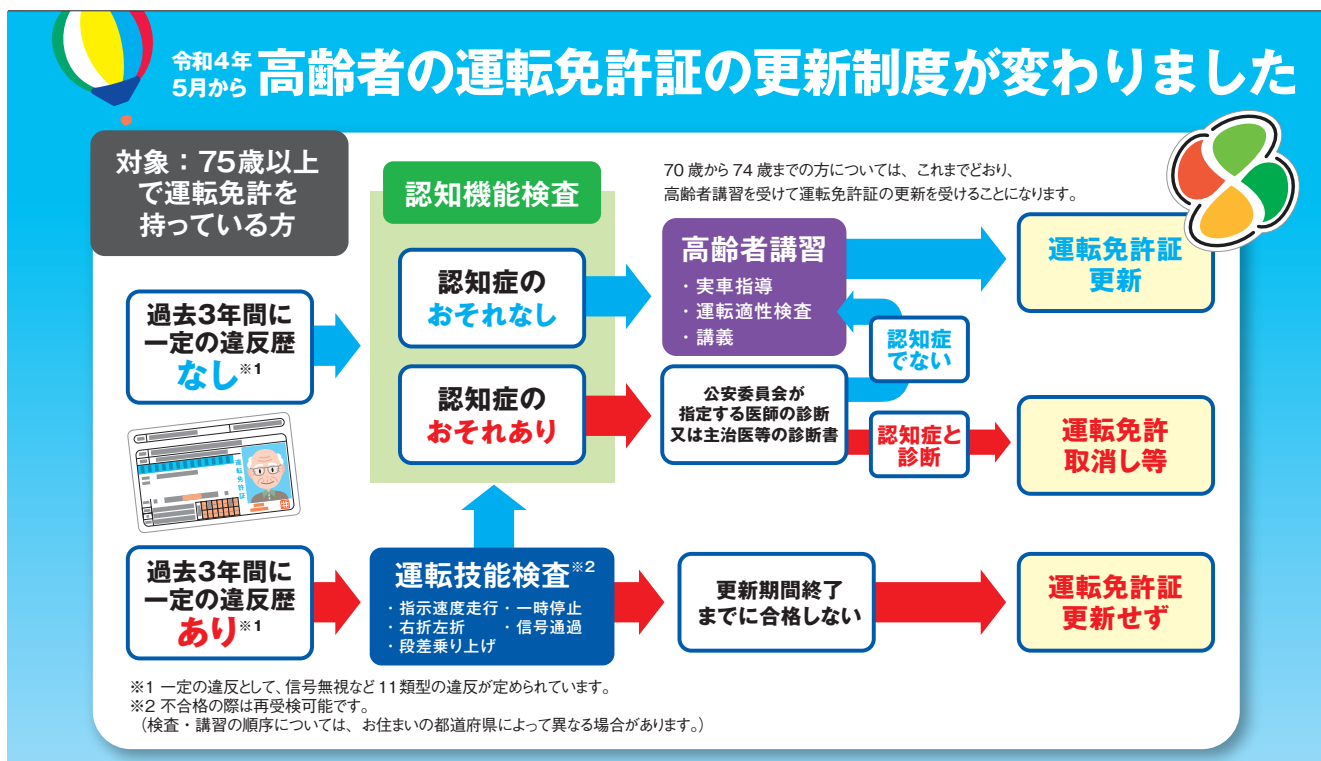 令和4年
5月から
高齢者の運転免許証の更新制度が変わりました
対象：75歳以上
で運転免許を
持っている方
過去3年間に
一定の違反歴
なし※1
認知機能検査
認知症の
おそれなし
認知症の
おそれあり
70歳から74歳までの方については、これまでどおり、
高齢者講習を受けて運転免許証の更新を受けることになります。
高齢者講習
・実車指導
・運転適性検査
・講義
認知症
でない
運転免許証
更新
公安委員会が
指定する医師の診断
又は主治医等の診断書
認知症と
診断
運転免許
取消し等
運転免許証
過去3年間に
一定の違反歴
あり※1
運転技能検査※2
・指示速度走行・一時停止
・右折左折 ・信号通過
・段差乗り上げ
更新期間終了
までに合格しない
運転免許証
更新せず
※1 一定の違反として、信号無視など11類型の違反が定められています。
※2 不合格の際は再受検可能です。
（検査・講習の順序については、お住まいの都道府県によって異なる場合があります。）